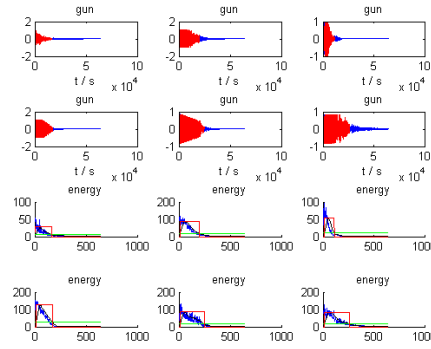 gun gun gun
2 2 1
0 0 0
-2 -2 -1
0 5 10 0 5 10 0 5 10
t / s x 10^4 t / s x 10^4 t / s x 10^4
gun gun gun
2 1 1
0 0 0
-2 -1 -1
0 5 10 0 5 10 0 5 10
x 10^4 x 10^4 x 10^4
energy energy energy
100 200 100
50 100 50
0 0 0
0 500 1000 0 500 1000 0 500 1000
energy energy energy
200 200 200
100 100 100
0 0 0
0 500 1000 0 500 1000 0 500 1000